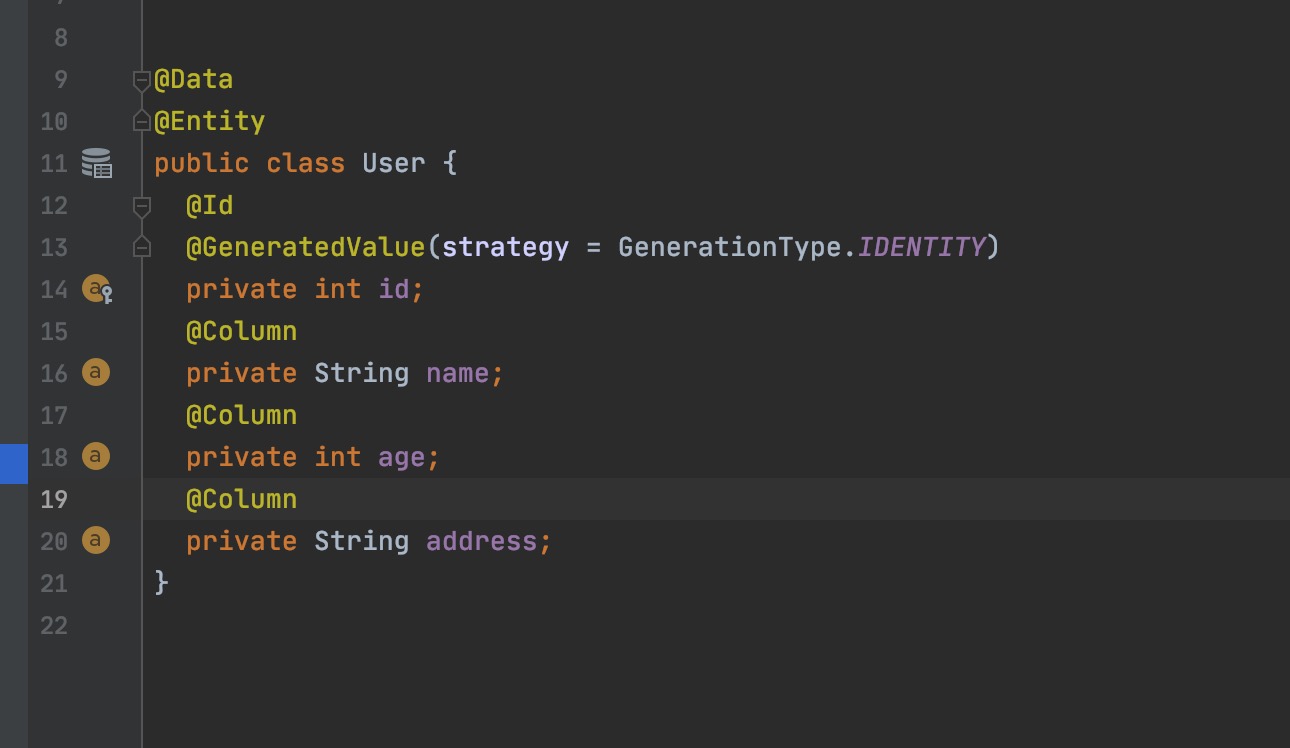 8
9 @Data
10 @Entity
11 public class User {
12 @Id
13 @GeneratedValue(strategy = GenerationType.IDENTITY)
14 a private int id;
15 @Column
16 a private String name;
17 @Column
18 a private int age;
19 @Column
20 a private String address;
21 }
22